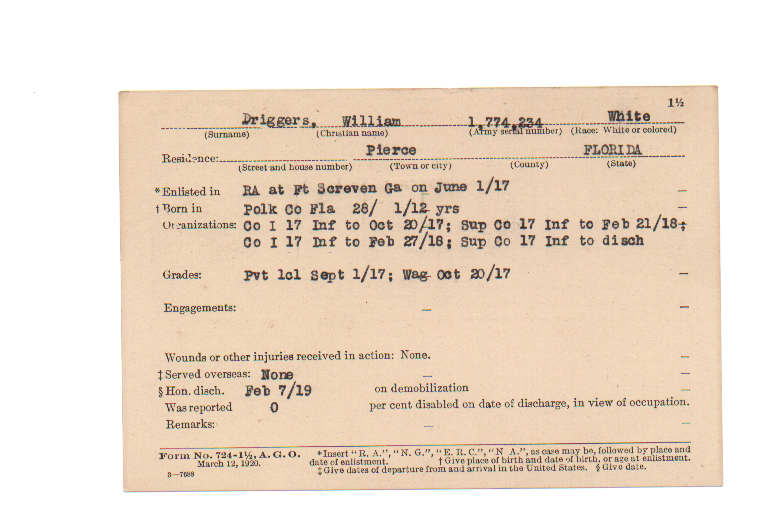 1½
Driggers, William 1,774,234 White
(Surname) (Christian name) (Army serial number) (Race: White or colored)
Residence: Pierce FLORIDA
(Street and house number) (Town or city) (County) (State)
*Enlisted in RA at Ft Screven Ga on June 1/17 —
†Born in Polk Co Fla 28/ 1/12 yrs —
Organizations: Co I 17 Inf to Oct 20/17; Sup Co 17 Inf to Feb 21/18;
Co I 17 Inf to Feb 27/18; Sup Co 17 Inf to disch
Grades: Pvt 1cl Sept 1/17; Wag Oct 20/17 —
Engagements: — —
Wounds or other injuries received in action: None. —
‡Served overseas: None — —
§Hon. disch. Feb 7/19 on demobilization —
Was reported 0 per cent disabled on date of discharge, in view of occupation.
Remarks: — —
Form No. 724-1½, A. G. O. *Insert "R. A.", "N. G.", "E. R. C.", "N A.", as case may be, followed by place and
March 12, 1920. date of enlistment. †Give place of birth and date of birth, or age at enlistment.
3—7688 ‡Give dates of departure from and arrival in the United States. §Give date.